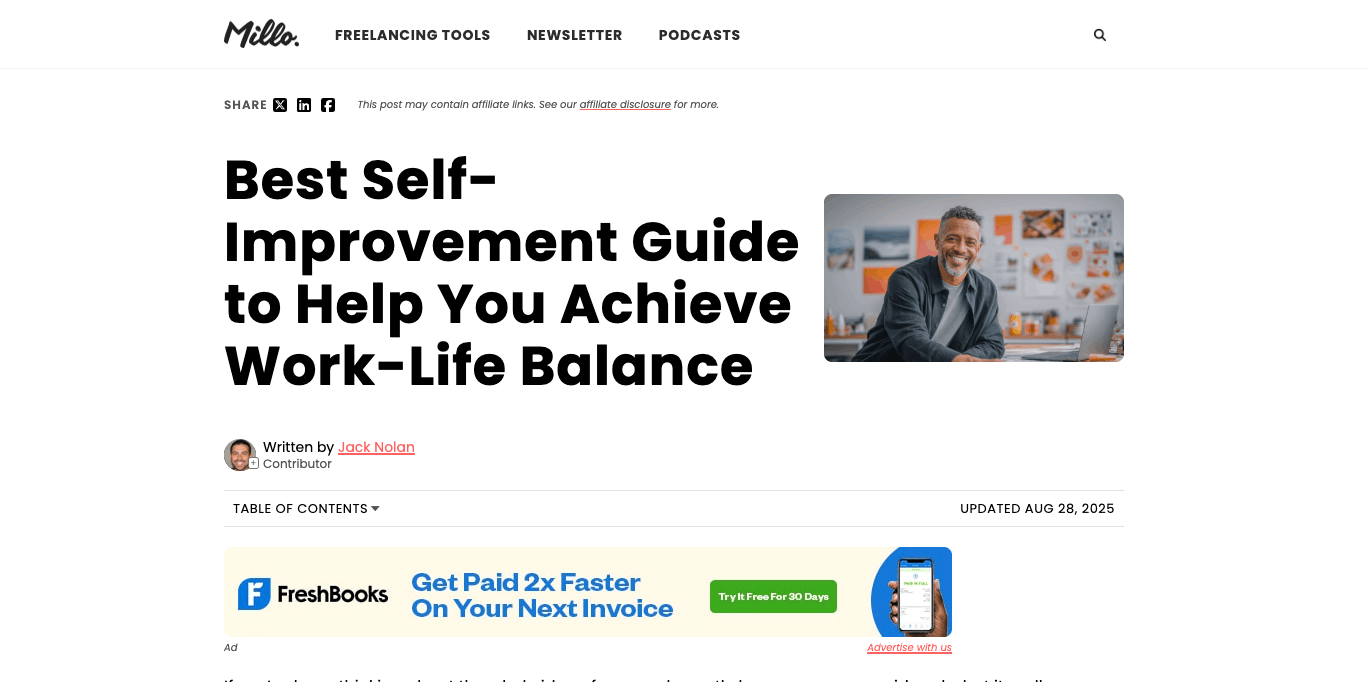 Millo.
FREELANCING TOOLS
NEWSLETTER
PODCASTS
SHARE
This post may contain affiliate links. See our affiliate disclosure for more.
Best Self-
Improvement Guide
to Help You Achieve
Work-Life Balance
Written by Jack Nolan
Contributor
TABLE OF CONTENTS
UPDATED AUG 28, 2025
FreshBooks
Get Paid 2x Faster
On Your Next Invoice
Try It Free For 30 Days
PAID IN FULL
Ad
Advertise with us